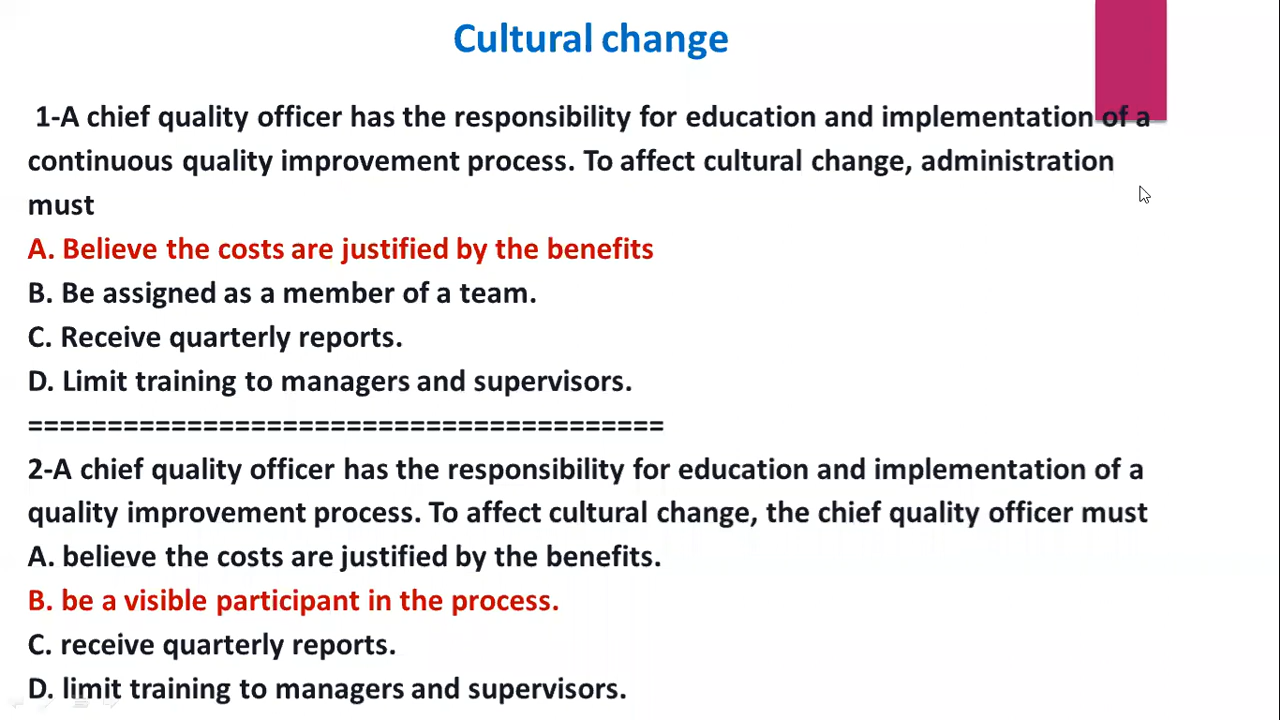 Cultural change
1-A chief quality officer has the responsibility for education and implementation of a
continuous quality improvement process. To affect cultural change, administration
must
A. Believe the costs are justified by the benefits
B. Be assigned as a member of a team.
C. Receive quarterly reports.
D. Limit training to managers and supervisors.
========================================
2-A chief quality officer has the responsibility for education and implementation of a
quality improvement process. To affect cultural change, the chief quality officer must
A. believe the costs are justified by the benefits.
B. be a visible participant in the process.
C. receive quarterly reports.
D. limit training to managers and supervisors.